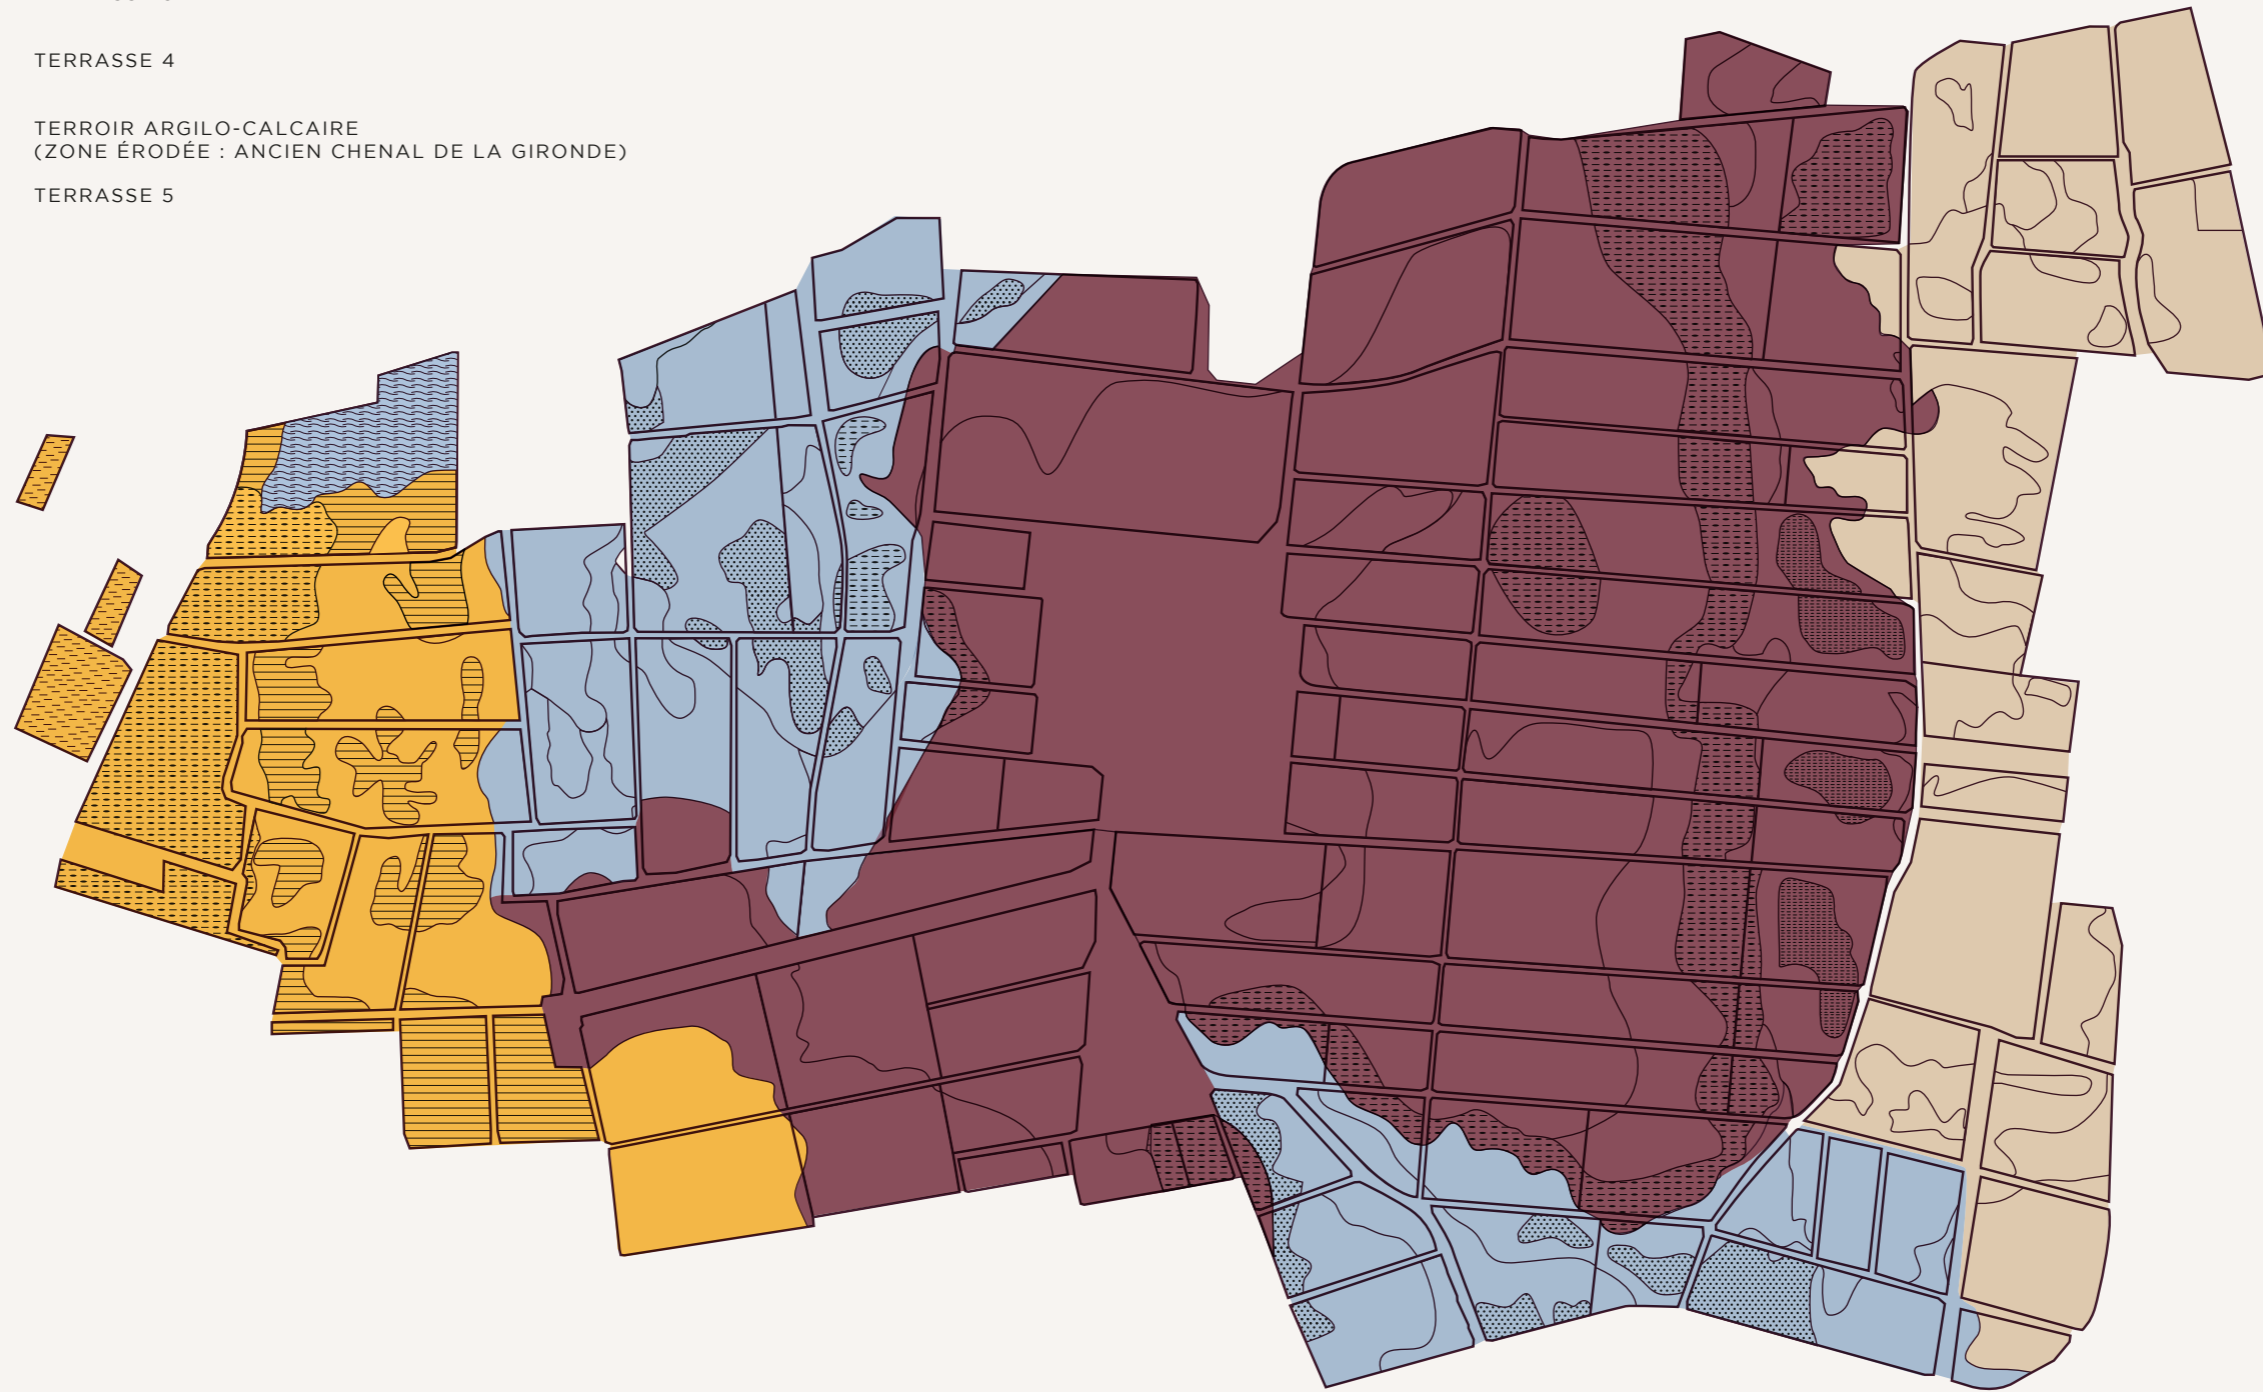 TERRASSE 4
TERROIR ARGILO-CALCAIRE
(ZONE ÉRODÉE : ANCIEN CHENAL DE LA GIRONDE)
TERRASSE 5